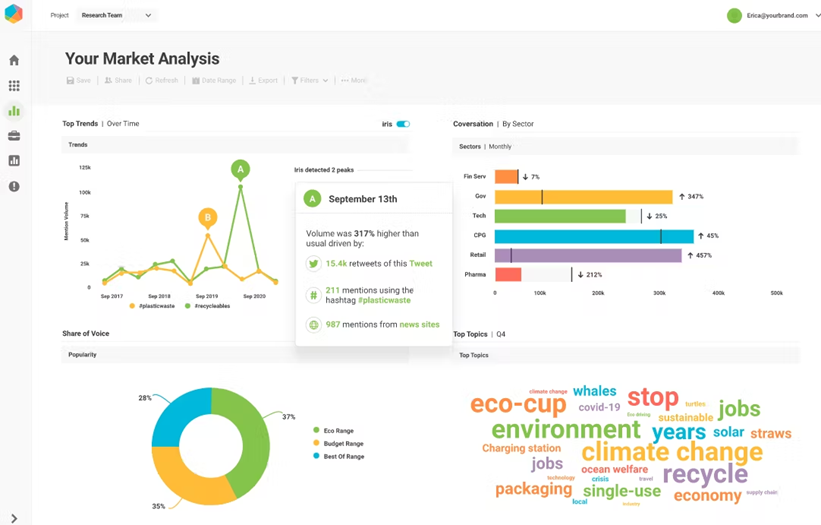 Project Research Team
Erica@yourbrand.com
Your Market Analysis
Save | Share | Refresh | Data Range | Export | Filters | More
Top Trends | Over Time
iris
Trends
Iris detected 2 peaks
125k
100k
75k
50k
25k
0
Mention Volume
A
B
Sep 2017 Sep 2018 Sep 2019 Sep 2020
#plasticwaste #recycleables
A September 13th
Volume was 317% higher than
usual driven by:
15.4k retweets of this Tweet
# 211 mentions using the
hashtag #plasticwaste
987 mentions from news sites
Coversation | By Sector
Sectors | Monthly
Fin Serv 7%
Gov 347%
Tech 25%
CPG 45%
Retail 457%
Pharma 212%
0 100k 200k 300k 400k 500k
Share of Voice
Popularity
28%
37%
35%
Eco Range
Budget Range
Best Of Range
Top Topics | Q4
Top Topics
climate change whales stop turtles
eco-cup covid-19 Eco driving sustainable jobs
environment years solar straws
Charging station climate change
jobs ocean welfare recycle
technology crisis travel supply chain
packaging single-use economy
local industry